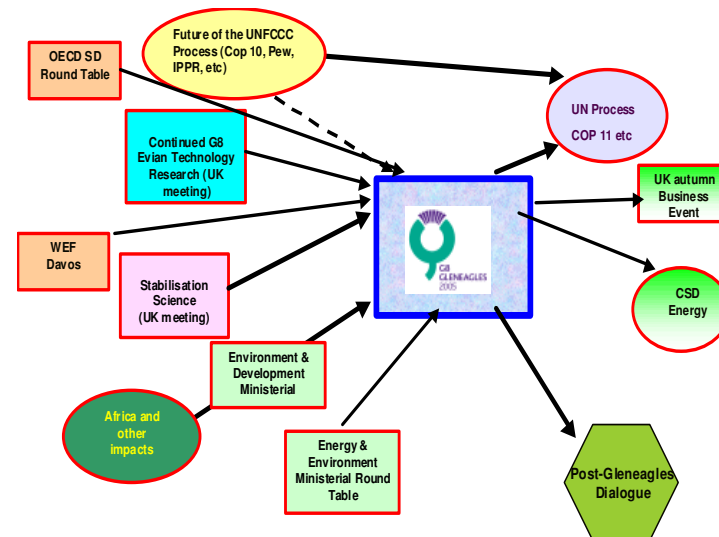 OECD SD
Round Table
Future of the UNFCCC
Process (Cop 10, Pew,
IPPR, etc)
UN Process
COP 11 etc
Continued G8
Evian Technology
Research (UK
meeting)
UK autumn
Business
Event
WEF
Davos
G8
GLENEAGLES
2005
Stabilisation
Science
(UK meeting)
CSD
Energy
Environment &
Development
Ministerial
Africa and
other
impacts
Energy &
Environment
Ministerial Round
Table
Post-Gleneagles
Dialogue